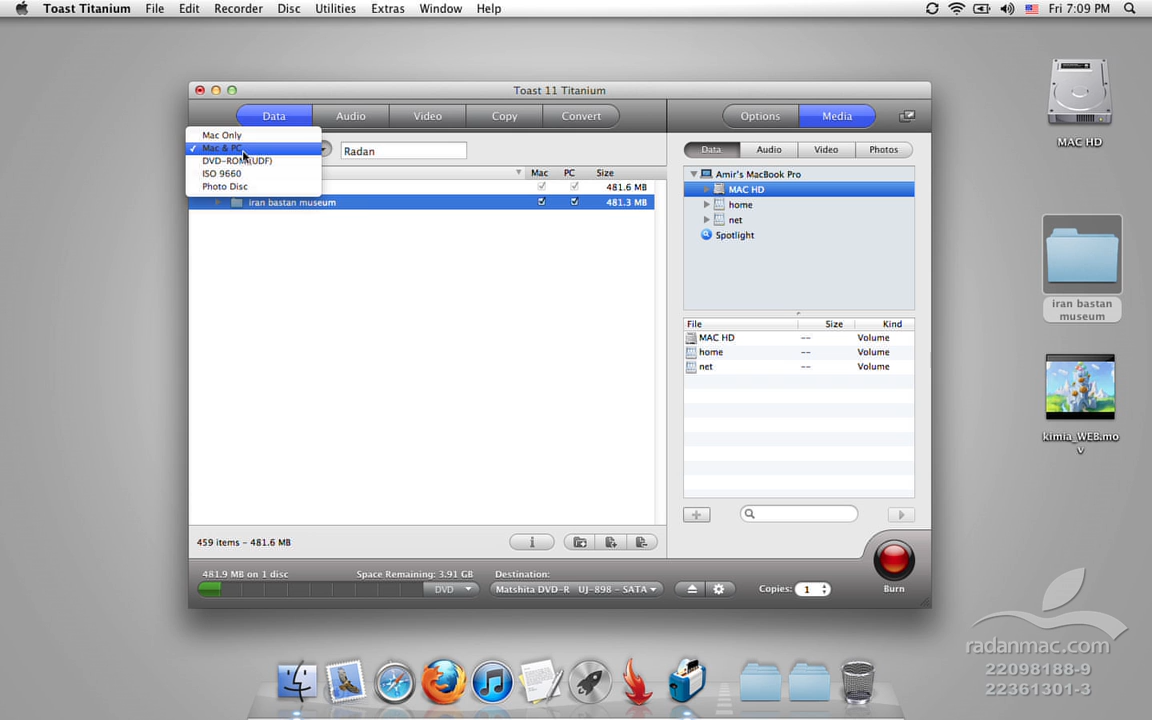 Toast Titanium File Edit Recorder Disc Utilities Extras Window Help Fri 7:09 PM
Toast 11 Titanium
Data Audio Video Copy Convert Options Media
Mac Only
Mac & PC
DVD-ROM (UDF)
ISO 9660
Photo Disc
Radan
Mac PC Size
481.6 MB
iran bastan museum 481.3 MB
459 items - 481.6 MB
481.9 MB on 1 disc Space Remaining: 3.91 GB
DVD
Destination:
Matshita DVD-R UJ-898 - SATA
Copies: 1
Burn
Data Audio Video Photos
Amir's MacBook Pro
MAC HD
home
net
Spotlight
File Size Kind
MAC HD -- Volume
home -- Volume
net -- Volume
MAC HD
iran bastan
museum
kimia_WEB.mo
v
radanmac.com
22098188-9
22361301-3